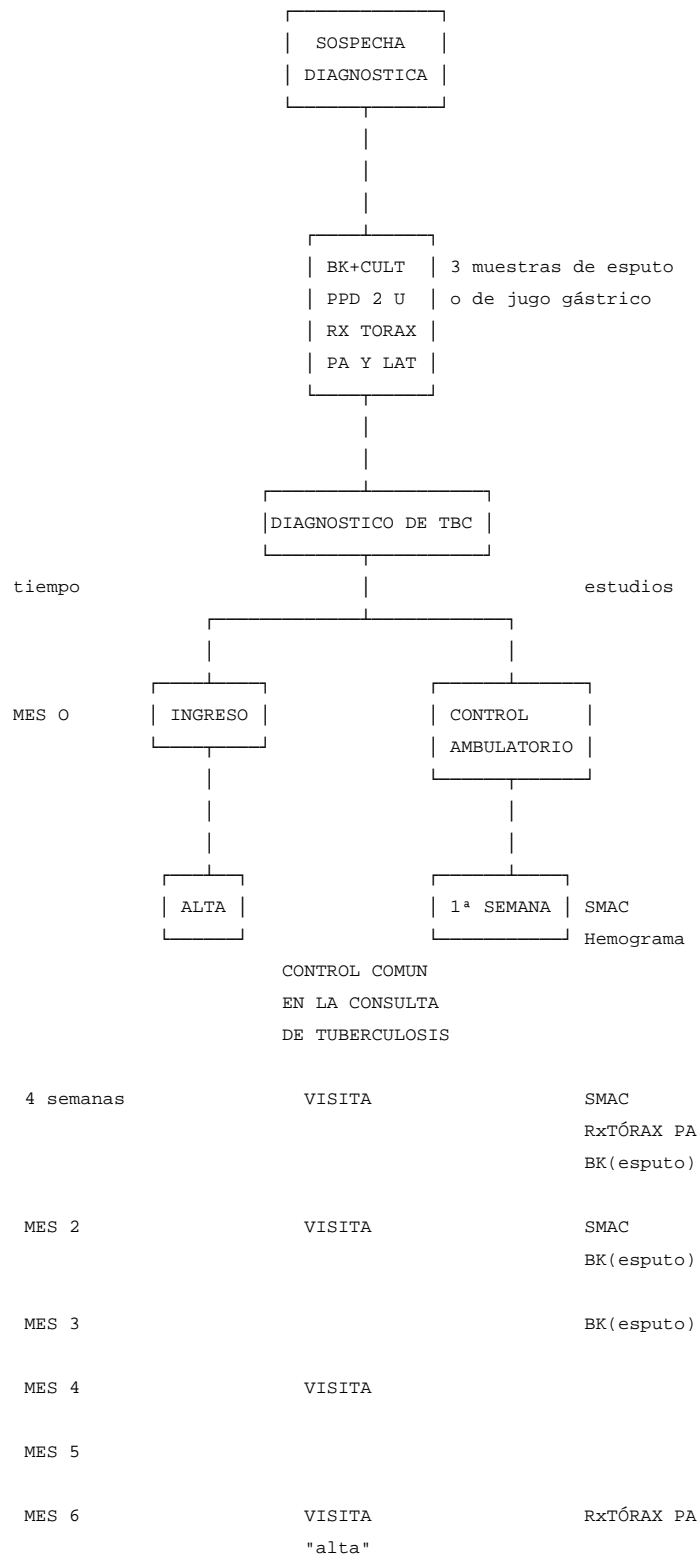 SOSPECHA
DIAGNOSTICA
BK+CULT 3 muestras de esputo
PPD 2 U o de jugo gástrico
RX TORAX
PA Y LAT
DIAGNOSTICO DE TBC
tiempo estudios
MES O INGRESO CONTROL
AMBULATORIO
ALTA 1ª SEMANA SMAC
Hemograma
CONTROL COMUN
EN LA CONSULTA
DE TUBERCULOSIS
4 semanas VISITA SMAC
RxTÓRAX PA
BK(esputo)
MES 2 VISITA SMAC
BK(esputo)
MES 3 BK(esputo)
MES 4 VISITA
MES 5
MES 6 VISITA RxTÓRAX PA
"alta"